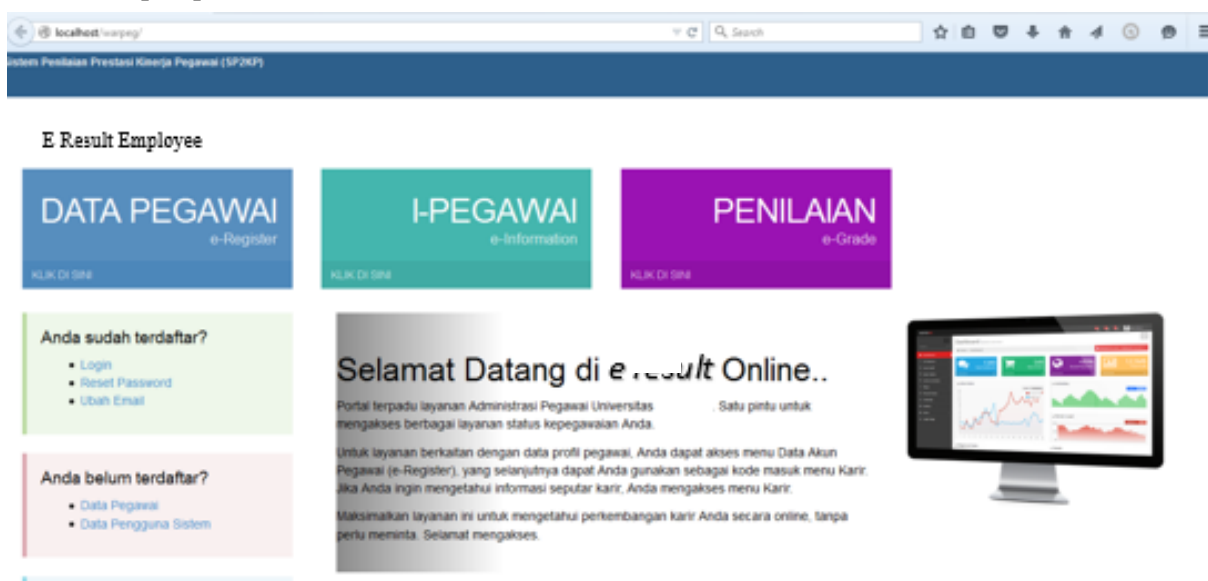 localhost/warpeg/
Search
istem Penilaian Prestasi Kinerja Pegawai (SP2KP)
E Result Employee
DATA PEGAWAI
e-Register
KLIK DI SINI
I-PEGAWAI
e-Information
KLIK DI SINI
PENILAIAN
e-Grade
KLIK DI SINI
Anda sudah terdaftar?
Login
Reset Password
Ubah Email
Anda belum terdaftar?
Data Pegawai
Data Pengguna Sistem
Selamat Datang di e result Online..
Portal terpadu layanan Administrasi Pegawai Universitas . Satu pintu untuk
mengakses berbagai layanan status kepegawaian Anda.
Untuk layanan berkaitan dengan data profil pegawai, Anda dapat akses menu Data Akun
Pegawai (e-Register), yang selanjutnya dapat Anda gunakan sebagai kode masuk menu Karir.
Jika Anda ingin mengetahui informasi seputar karir, Anda mengakses menu Karir.
Maksimalkan layanan ini untuk mengetahui perkembangan karir Anda secara online, tanpa
perlu meminta. Selamat mengakses.